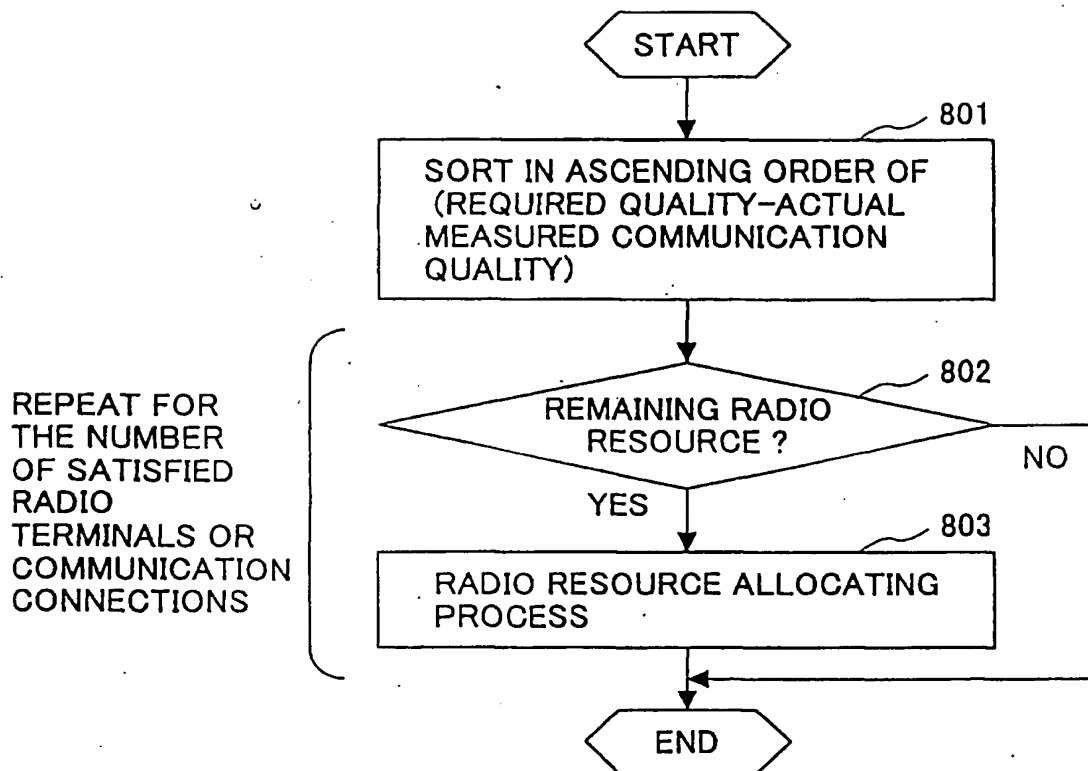 START
801
SORT IN ASCENDING ORDER OF
(REQUIRED QUALITY-ACTUAL
MEASURED COMMUNICATION
QUALITY)
802
REMAINING RADIO
RESOURCE ?
NO
YES
REPEAT FOR
THE NUMBER
OF SATISFIED
RADIO
TERMINALS OR
COMMUNICATION
CONNECTIONS
803
RADIO RESOURCE ALLOCATING
PROCESS
END